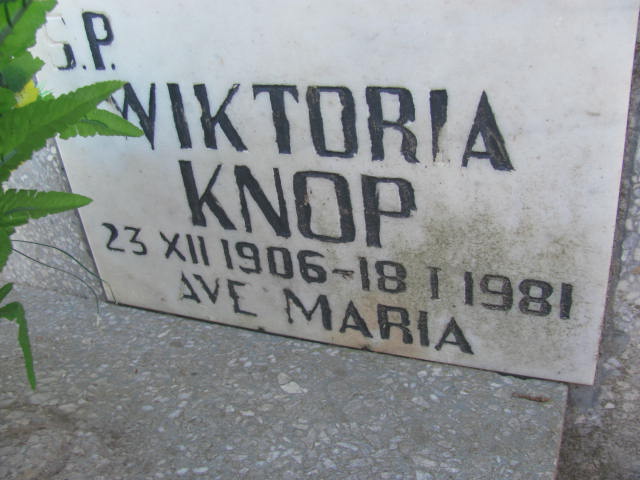 Ś.P.
WIKTORIA
KNOP
23 XII 1906-18 I 1981
AVE MARIA